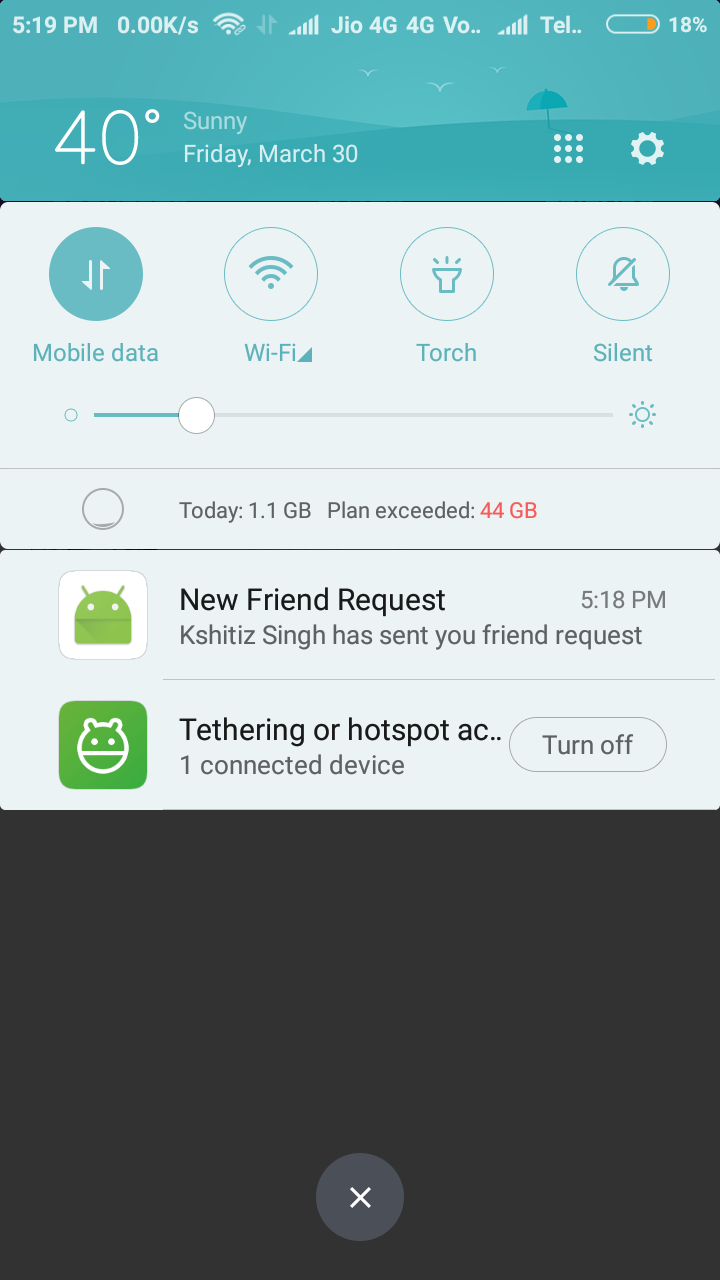 5:19 PM 0.00K/s Jio 4G 4G Vo.. Tel.. 18%
40° Sunny
Friday, March 30
Mobile data Wi-Fi Torch Silent
Today: 1.1 GB Plan exceeded: 44 GB
New Friend Request 5:18 PM
Kshitiz Singh has sent you friend request
Tethering or hotspot ac.. Turn off
1 connected device